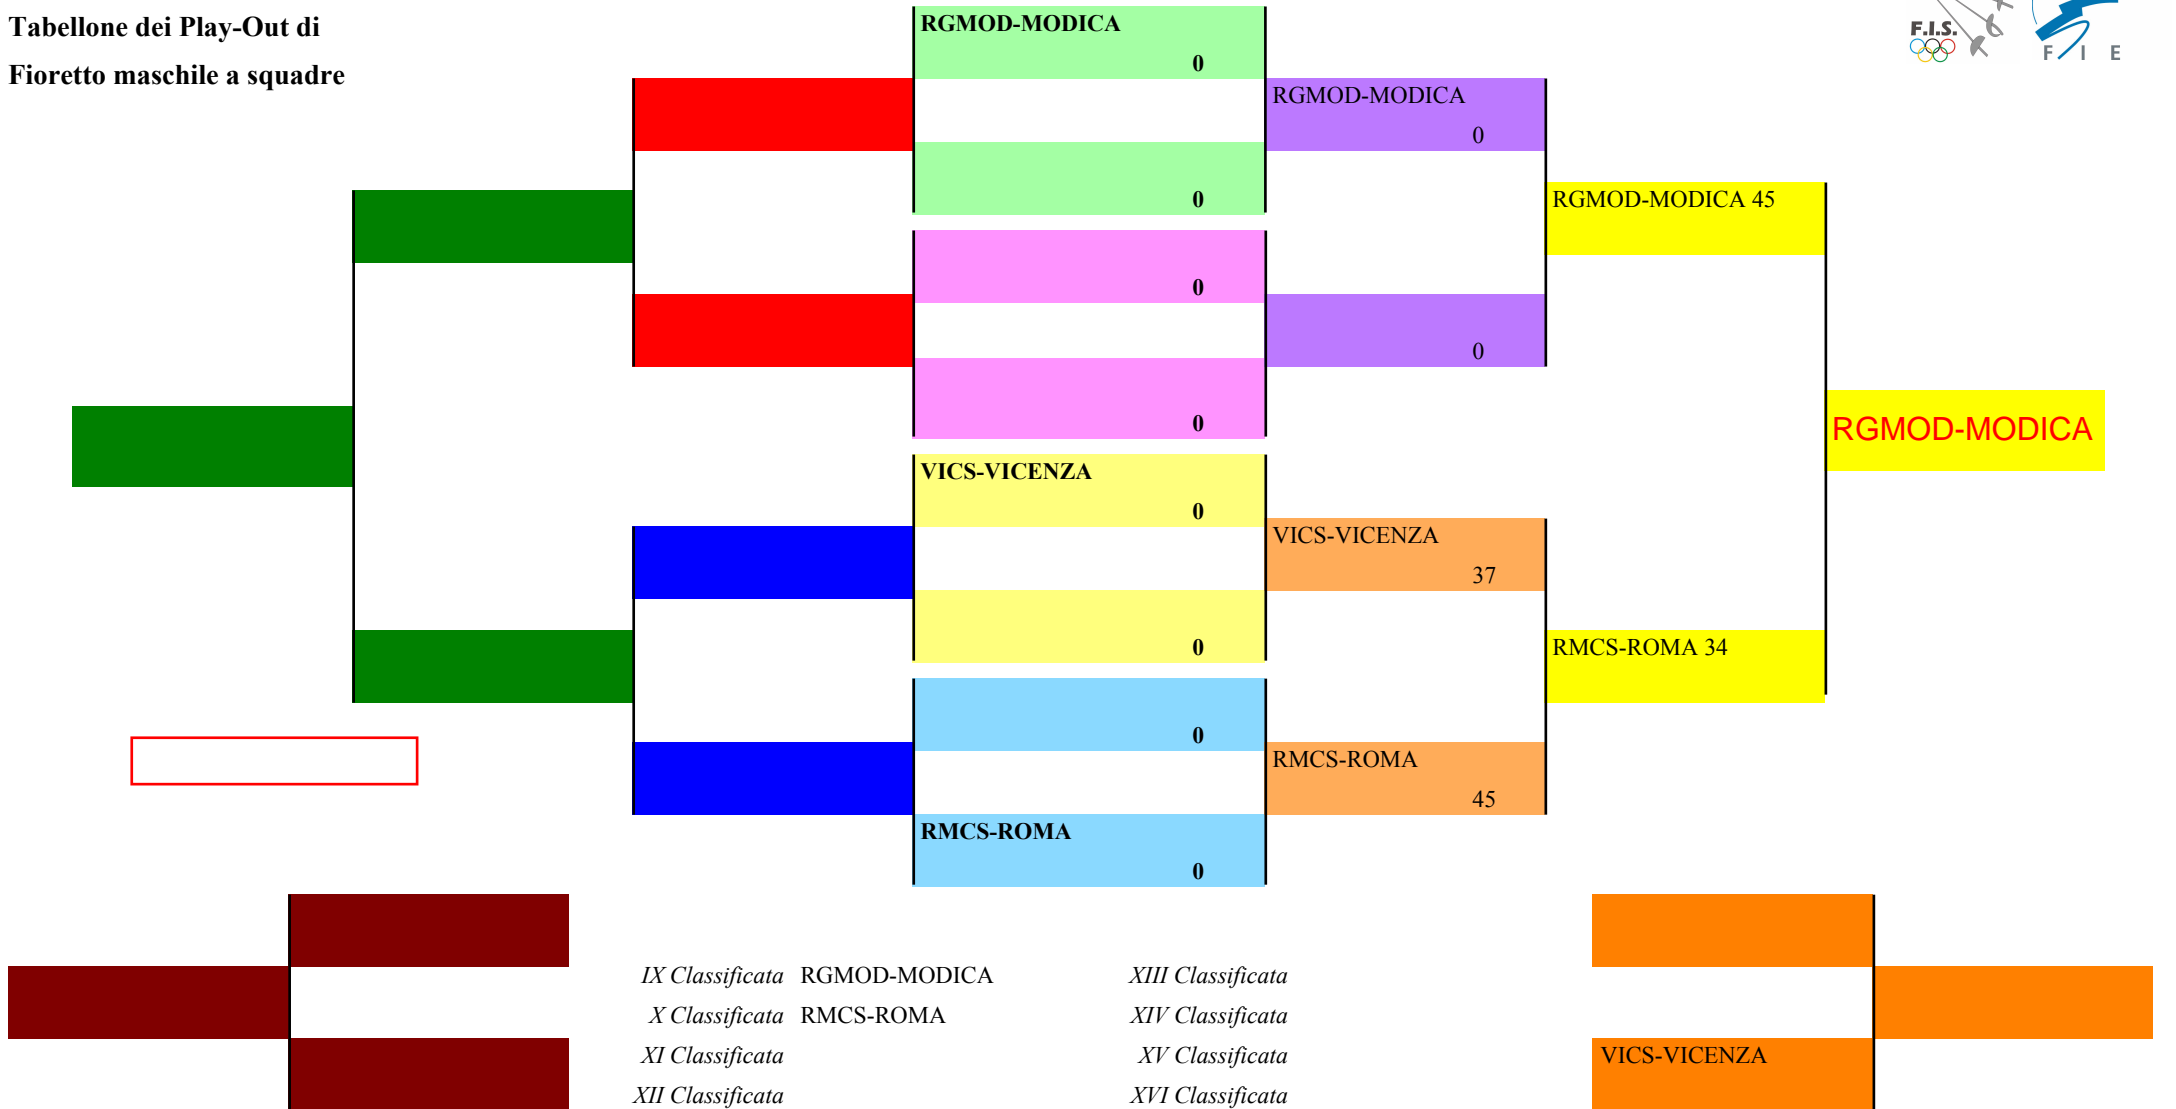 Tabellone dei Play-Out di
Fioretto maschile a squadre
F.I.S.
F I E
RGMOD-MODICA
0
0
0
0
VICS-VICENZA
0
0
0
RMCS-ROMA
0
RGMOD-MODICA
0
0
VICS-VICENZA
37
RMCS-ROMA
45
RGMOD-MODICA 45
RMCS-ROMA 34
RGMOD-MODICA
IX Classificata RGMOD-MODICA
X Classificata RMCS-ROMA
XI Classificata
XII Classificata
XIII Classificata
XIV Classificata
XV Classificata
XVI Classificata
VICS-VICENZA